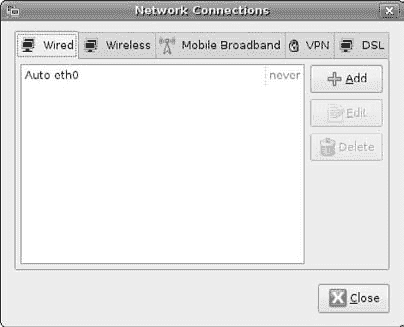 Network Connections
Wired Wireless Mobile Broadband VPN DSL
Auto eth0 never
Add
Edit
Delete
Close